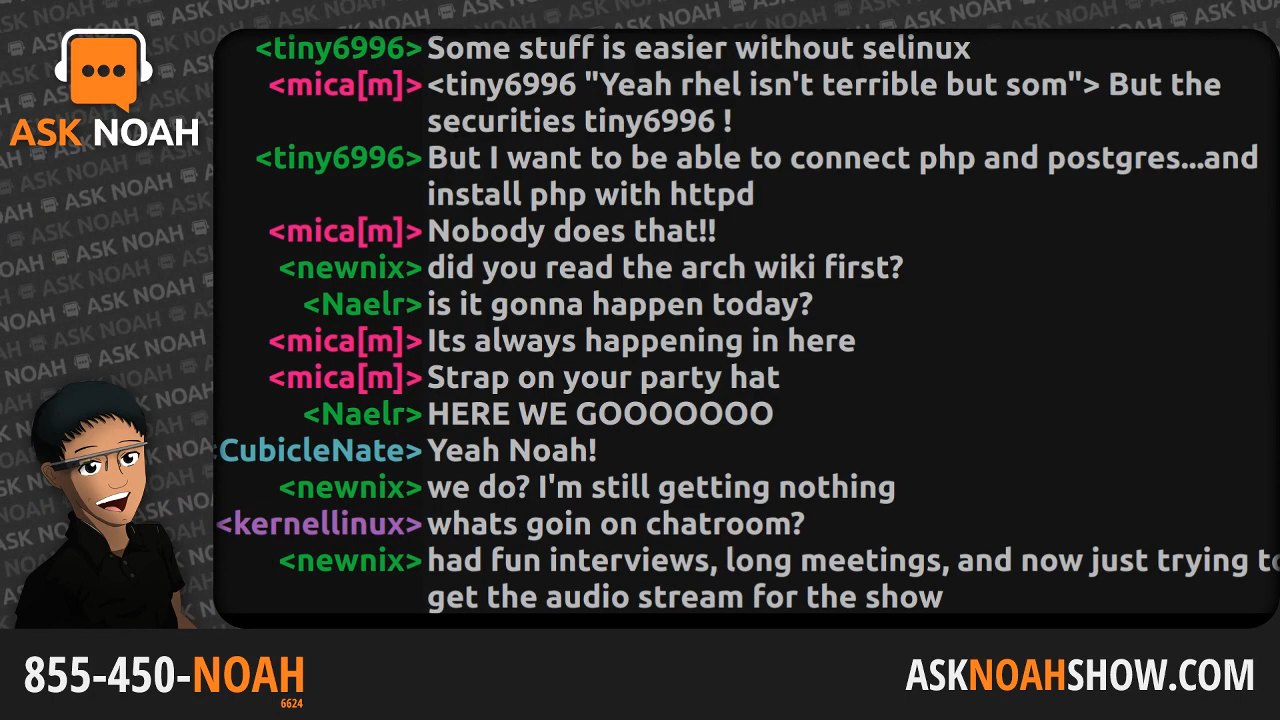 ASK NOAH
<tiny6996> Some stuff is easier without selinux
<mica[m]> <tiny6996 "Yeah rhel isn't terrible but som"> But the
securities tiny6996 !
<tiny6996> But I want to be able to connect php and postgres...and
install php with httpd
<mica[m]> Nobody does that!!
<newnix> did you read the arch wiki first?
<Naelr> is it gonna happen today?
<mica[m]> Its always happening in here
<mica[m]> Strap on your party hat
<Naelr> HERE WE GOOOOOOO
CubicleNate> Yeah Noah!
<newnix> we do? I'm still getting nothing
<kernellinux> whats goin on chatroom?
<newnix> had fun interviews, long meetings, and now just trying to
get the audio stream for the show
855-450-NOAH
6624
ASKNOAHSHOW.COM